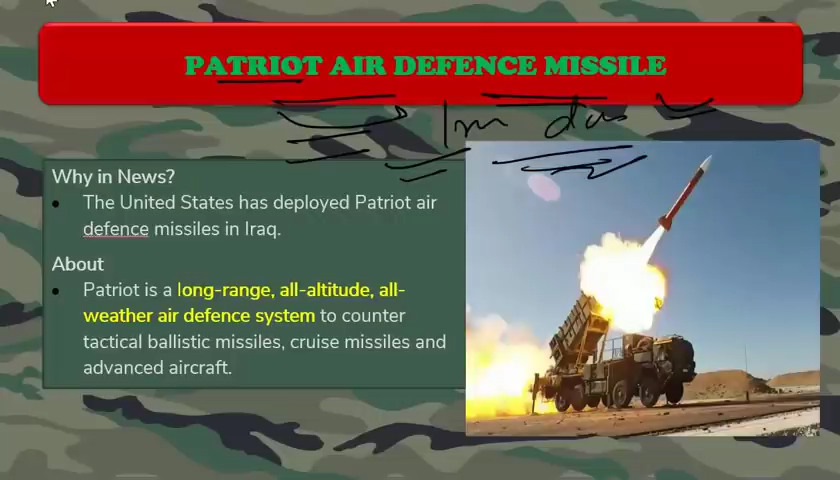 PATRIOT AIR DEFENCE MISSILE
Why in News?
• The United States has deployed Patriot air
defence missiles in Iraq.
About
• Patriot is a long-range, all-altitude, all-
weather air defence system to counter
tactical ballistic missiles, cruise missiles and
advanced aircraft.